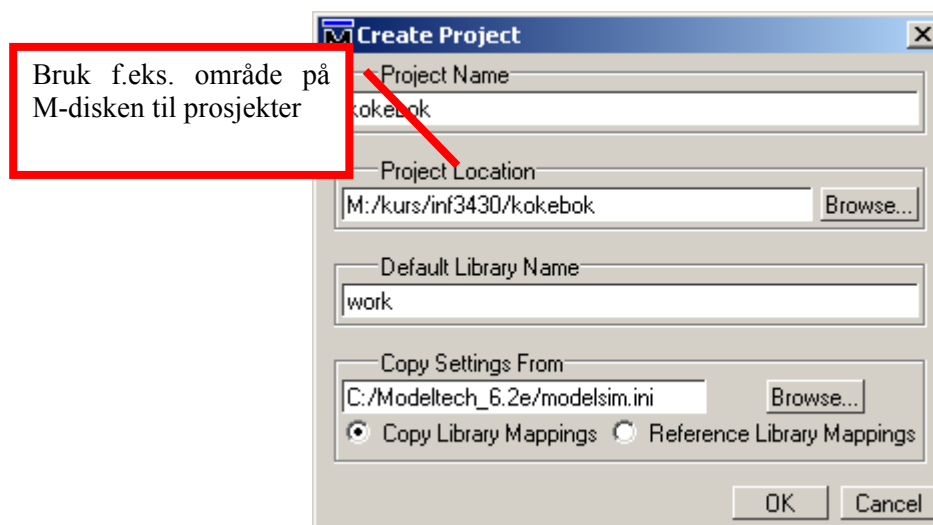 Create Project
Bruk f.eks. område på
M-disken til prosjekter
Project Name
kokebok
Project Location
M:/kurs/inf3430/kokebok
Browse...
Default Library Name
work
Copy Settings From
C:/Modeltech_6.2e/modelsim.ini
Browse...
Copy Library Mappings
Reference Library Mappings
OK
Cancel